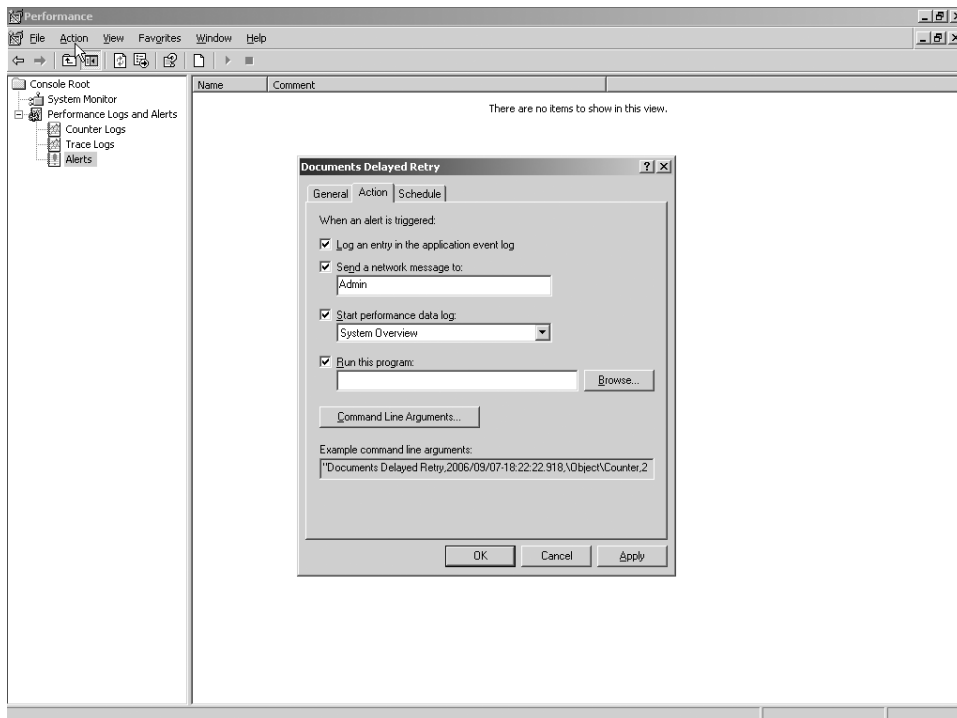 Performance
File Action View Favorites Window Help
Console Root
System Monitor
Performance Logs and Alerts
Counter Logs
Trace Logs
Alerts
Name Comment
There are no items to show in this view.
Documents Delayed Retry
General Action Schedule
When an alert is triggered:
Log an entry in the application event log
Send a network message to:
Admin
Start performance data log:
System Overview
Run this program:
Browse...
Command Line Arguments...
Example command line arguments:
"Documents Delayed Retry,2006/09/07-18:22:22.918,\Object\Counter,2
OK Cancel Apply